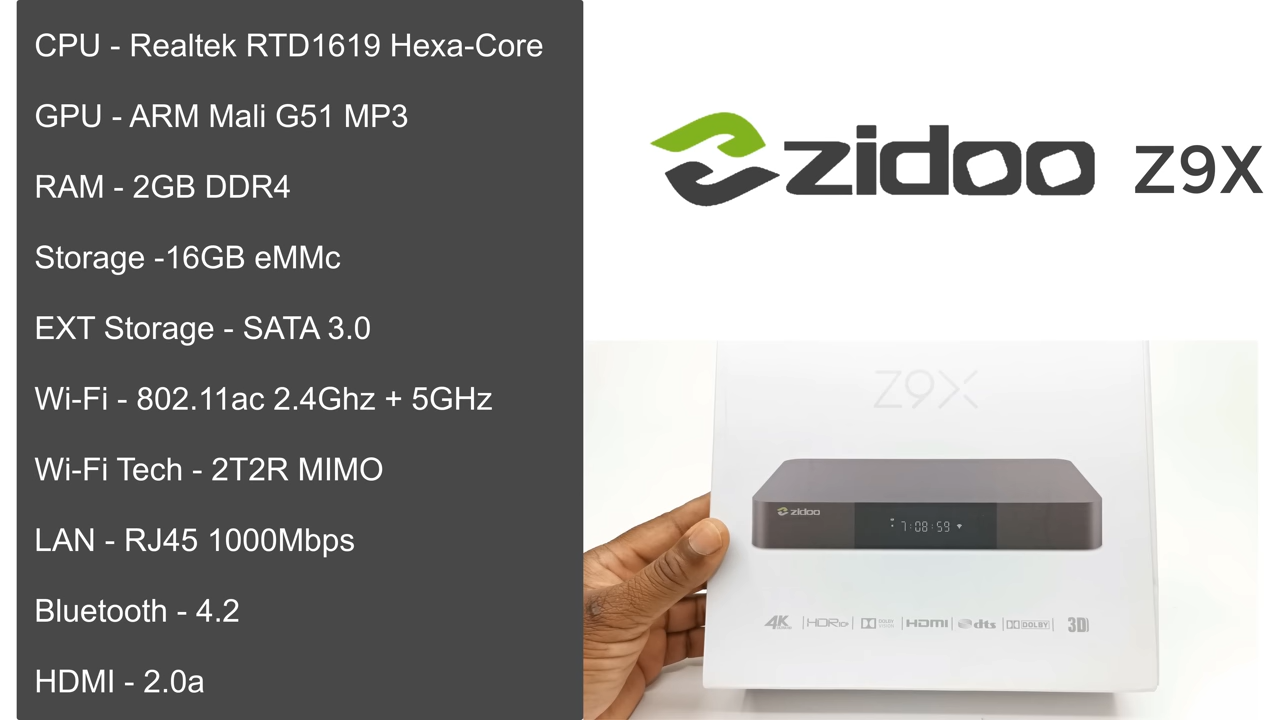 CPU - Realtek RTD1619 Hexa-Core
GPU - ARM Mali G51 MP3
RAM - 2GB DDR4
Storage -16GB eMMc
EXT Storage - SATA 3.0
Wi-Fi - 802.11ac 2.4Ghz + 5GHz
Wi-Fi Tech - 2T2R MIMO
LAN - RJ45 1000Mbps
Bluetooth - 4.2
HDMI - 2.0a
zidoo Z9X
Z9X
zidoo
7:08:59
4K HDR HDMI dts DOLBY 3D